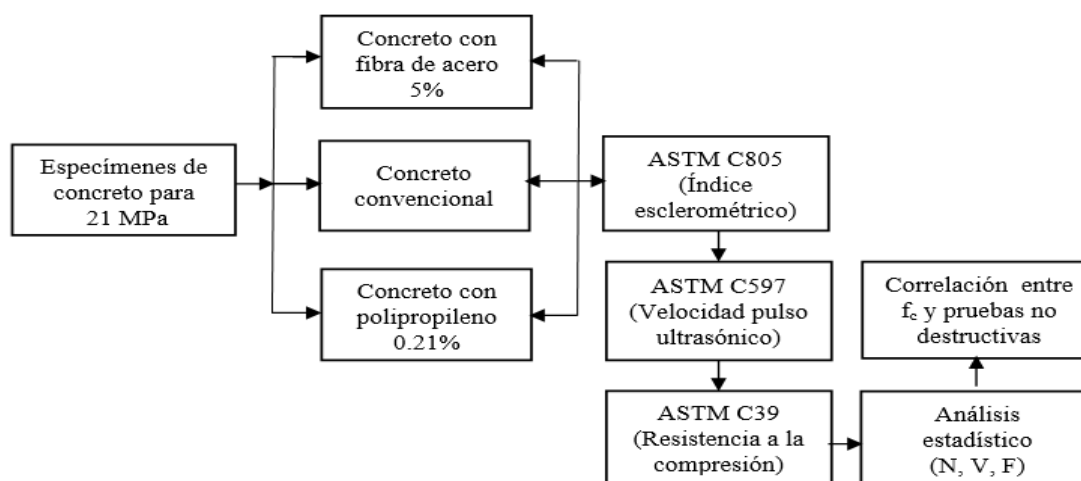 Especímenes de
concreto para
21 MPa
Concreto con
fibra de acero
5%
Concreto
convencional
Concreto con
polipropileno
0.21%
ASTM C805
(Índice
esclerométrico)
ASTM C597
(Velocidad pulso
ultrasónico)
ASTM C39
(Resistencia a la
compresión)
Análisis
estadístico
(N, V, F)
Correlación entre
fc y pruebas no
destructivas